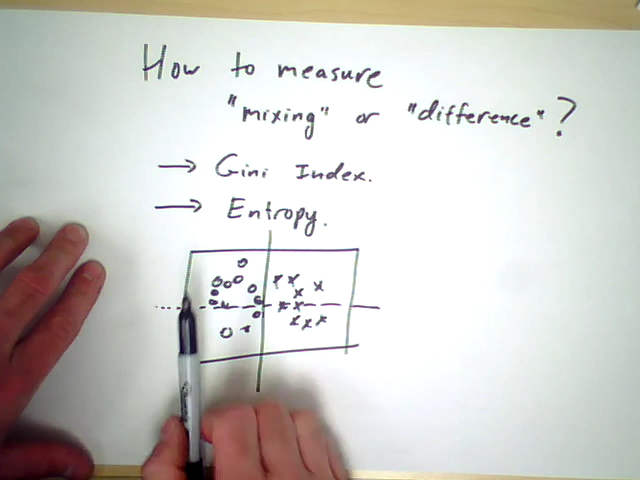 How to measure
"mixing" or "difference"?
→ Gini Index.
→ Entropy.